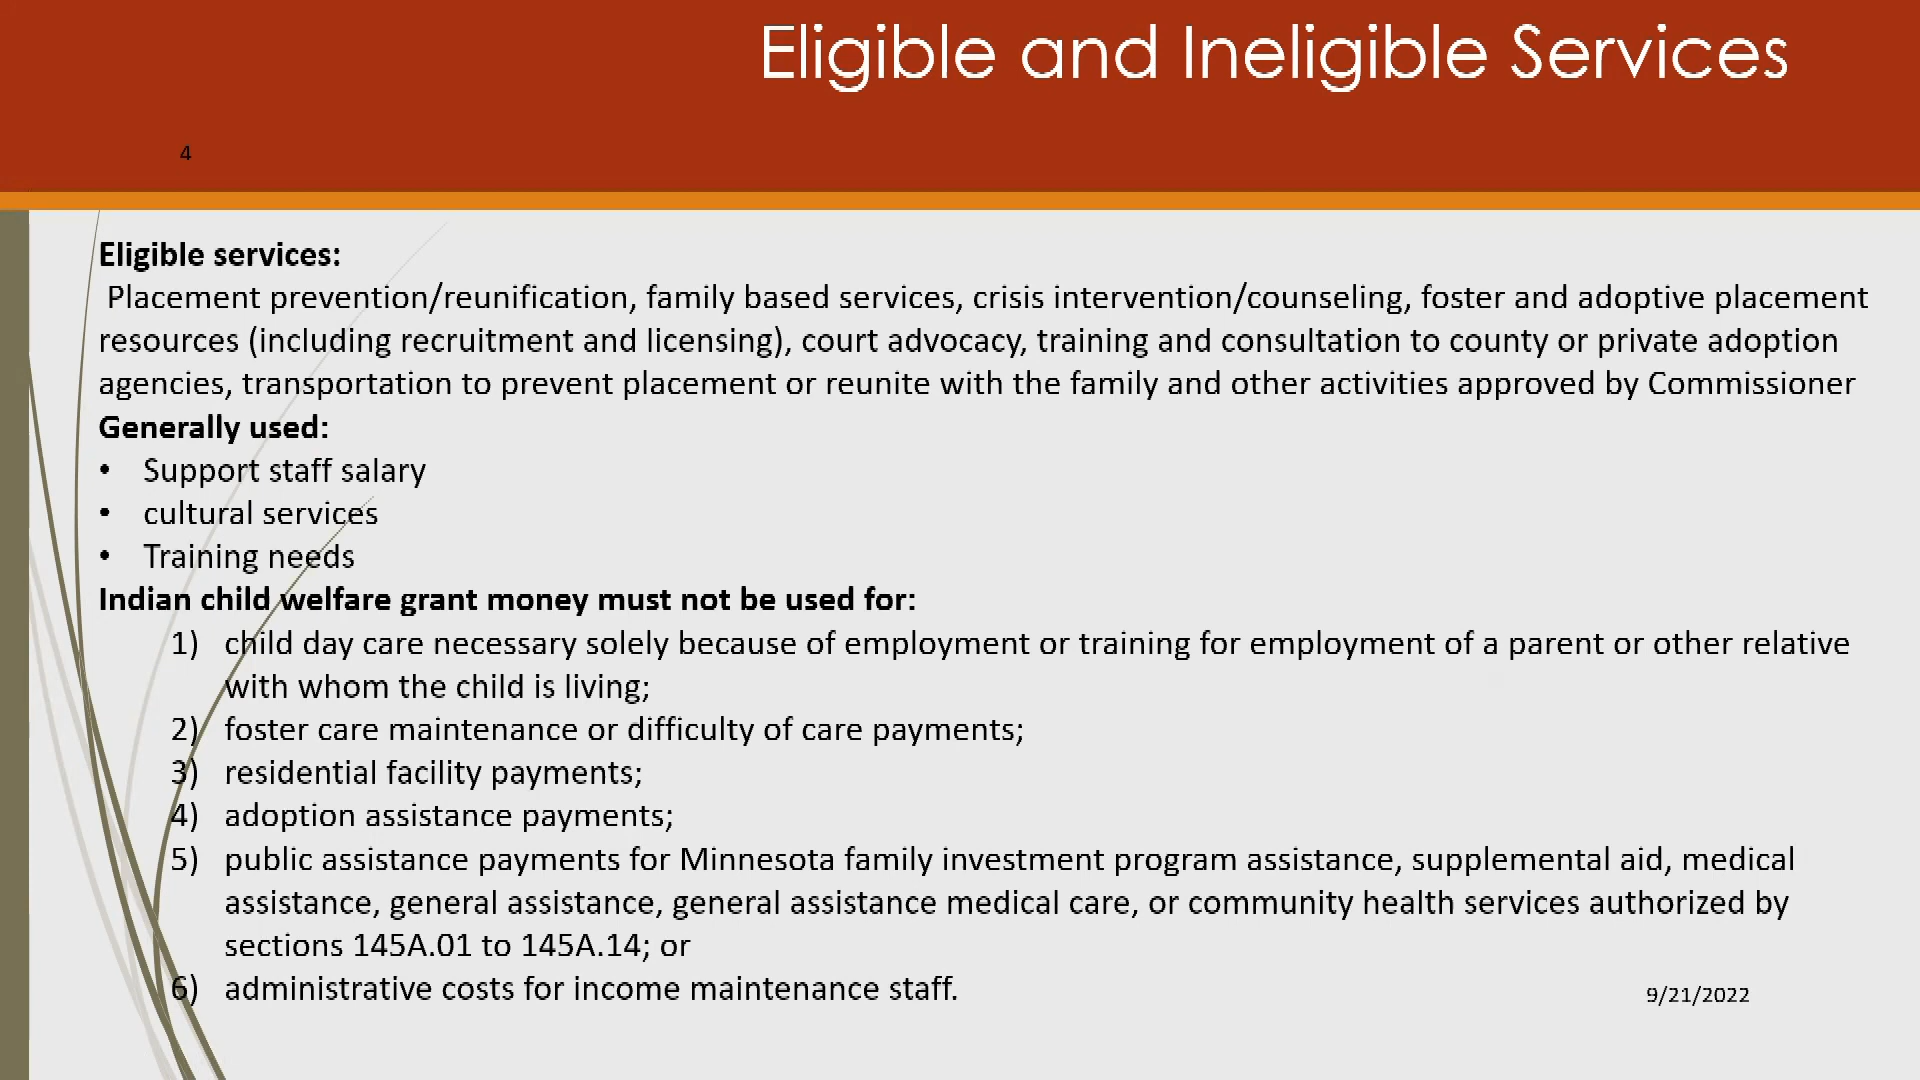 Eligible and Ineligible Services
4
Eligible services:
Placement prevention/reunification, family based services, crisis intervention/counseling, foster and adoptive placement
resources (including recruitment and licensing), court advocacy, training and consultation to county or private adoption
agencies, transportation to prevent placement or reunite with the family and other activities approved by Commissioner
Generally used:
• Support staff salary
• cultural services
• Training needs
Indian child welfare grant money must not be used for:
1) child day care necessary solely because of employment or training for employment of a parent or other relative
with whom the child is living;
2) foster care maintenance or difficulty of care payments;
3) residential facility payments;
4) adoption assistance payments;
5) public assistance payments for Minnesota family investment program assistance, supplemental aid, medical
assistance, general assistance, general assistance medical care, or community health services authorized by
sections 145A.01 to 145A.14; or
6) administrative costs for income maintenance staff.
9/21/2022